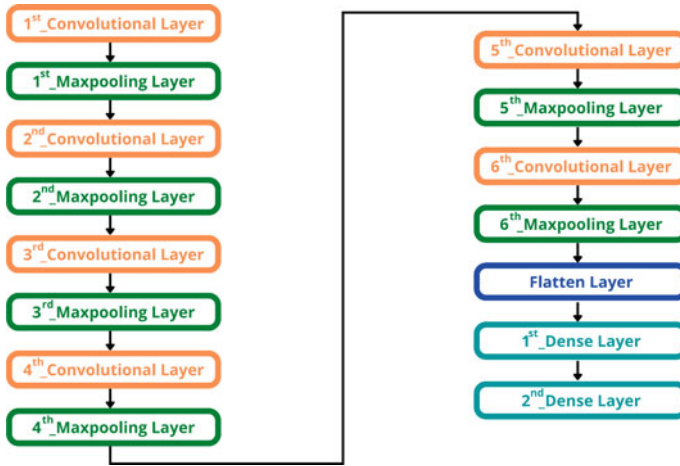 1st_Convolutional Layer
1st_Maxpooling Layer
2nd_Convolutional Layer
2nd_Maxpooling Layer
3rd_Convolutional Layer
3rd_Maxpooling Layer
4th_Convolutional Layer
4th_Maxpooling Layer
5th_Convolutional Layer
5th_Maxpooling Layer
6th_Convolutional Layer
6th_Maxpooling Layer
Flatten Layer
1st_Dense Layer
2nd_Dense Layer